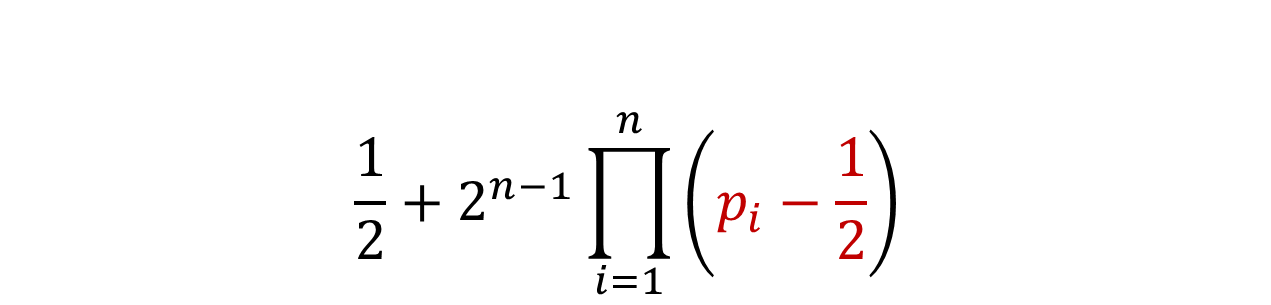 1/2 + 2^{n−1} ∏_{i=1}^{n} (p_i − 1/2)